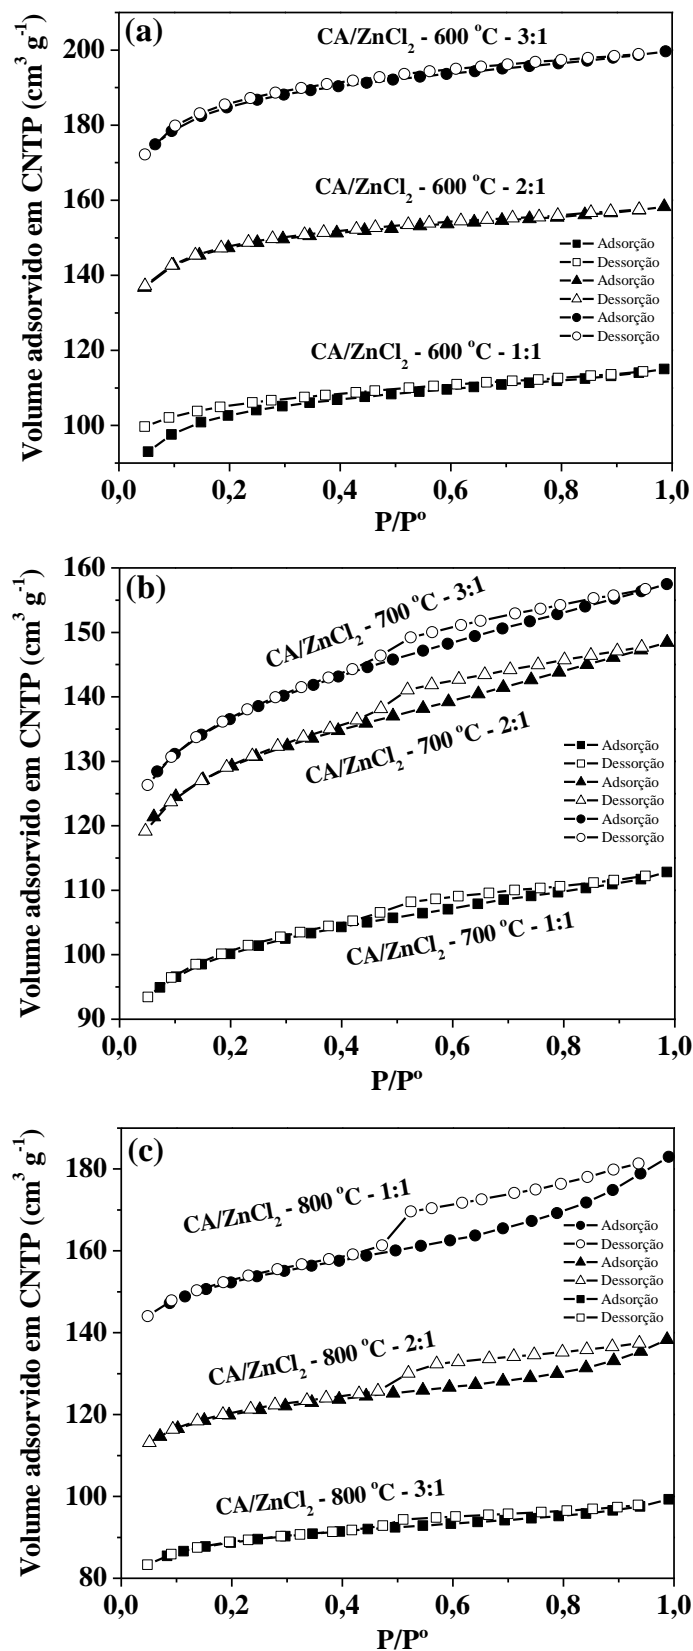 (a)
CA/ZnCl₂ - 600 °C - 3:1
CA/ZnCl₂ - 600 °C - 2:1
CA/ZnCl₂ - 600 °C - 1:1
Adsorção
Dessorção
Adsorção
Dessorção
Adsorção
Dessorção
Volume adsorvido em CNTP (cm³ g⁻¹)
200
180
160
140
120
100
0,0 0,2 0,4 0,6 0,8 1,0
P/Pº
(b)
CA/ZnCl₂ - 700 °C - 3:1
CA/ZnCl₂ - 700 °C - 2:1
CA/ZnCl₂ - 700 °C - 1:1
Adsorção
Dessorção
Adsorção
Dessorção
Adsorção
Dessorção
Volume adsorvido em CNTP (cm³ g⁻¹)
160
150
140
130
120
110
100
90
0,0 0,2 0,4 0,6 0,8 1,0
P/Pº
(c)
CA/ZnCl₂ - 800 °C - 1:1
CA/ZnCl₂ - 800 °C - 2:1
CA/ZnCl₂ - 800 °C - 3:1
Adsorção
Dessorção
Adsorção
Dessorção
Adsorção
Dessorção
Volume adsorvido em CNTP (cm³ g⁻¹)
180
160
140
120
100
80
0,0 0,2 0,4 0,6 0,8 1,0
P/Pº